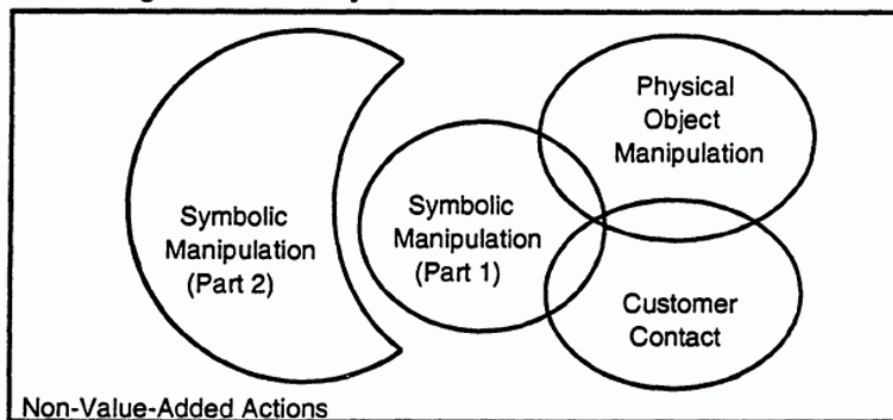 Physical
Object
Manipulation
Symbolic
Manipulation
(Part 1)
Symbolic
Manipulation
(Part 2)
Customer
Contact
Non-Value-Added Actions